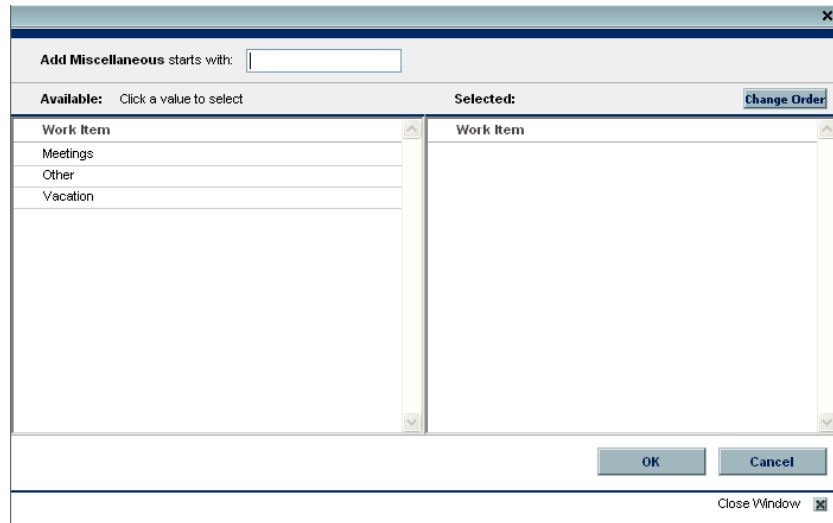 Add Miscellaneous starts with:
Available: Click a value to select Selected: Change Order
Work Item Work Item
Meetings
Other
Vacation
OK Cancel
Close Window